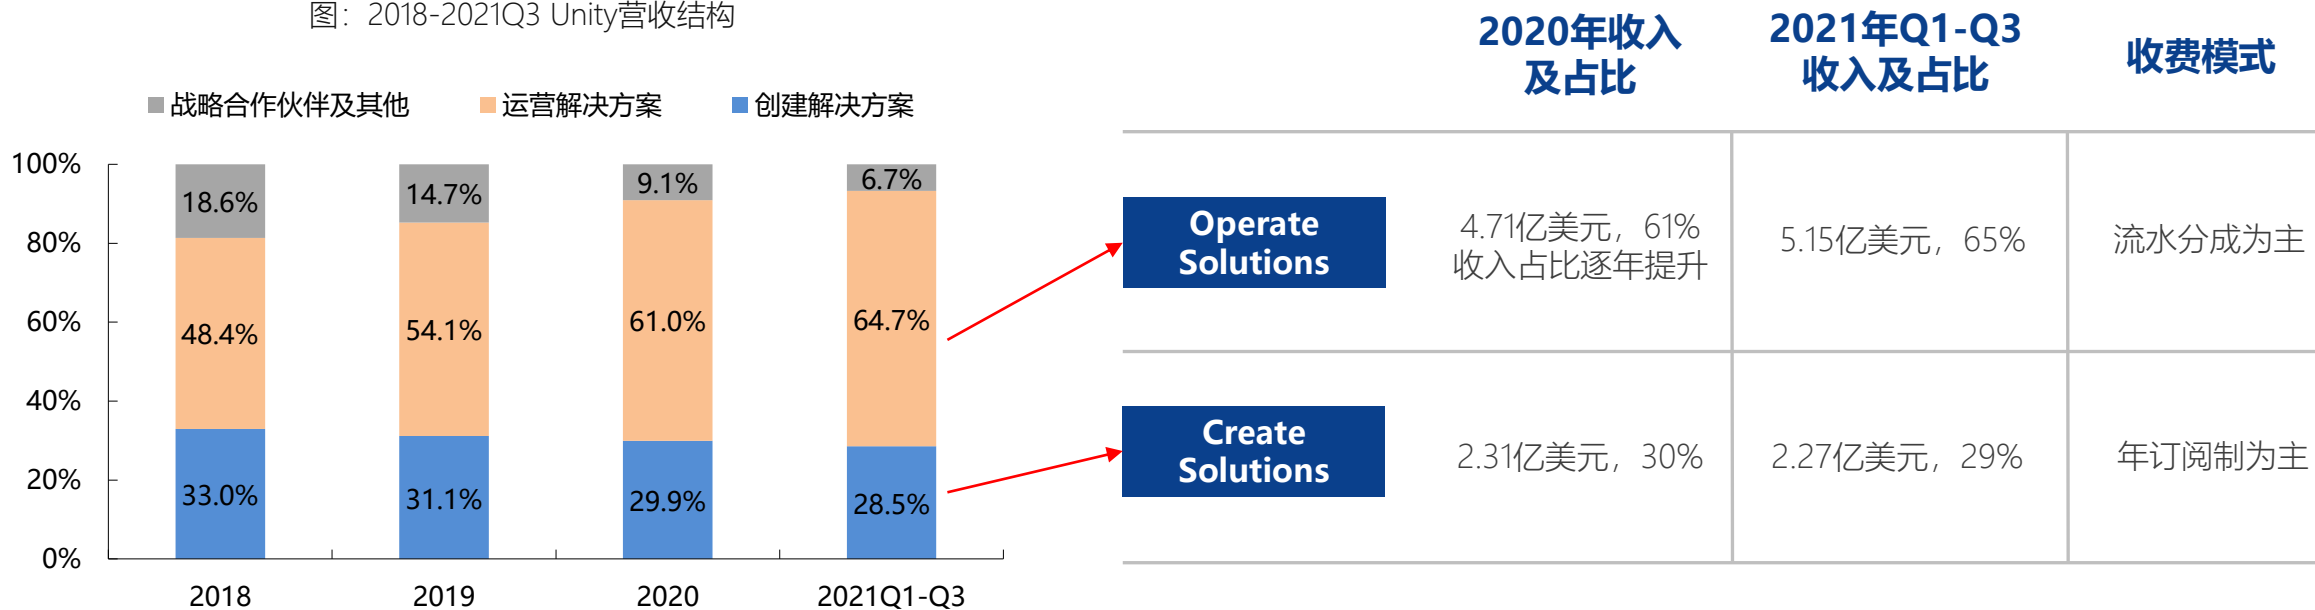 图：2018-2021Q3 Unity营收结构
战略合作伙伴及其他 运营解决方案 创建解决方案
100%
80%
60%
40%
20%
0%
18.6% 14.7% 9.1% 6.7%
48.4% 54.1% 61.0% 64.7%
33.0% 31.1% 29.9% 28.5%
2018 2019 2020 2021Q1-Q3
2020年收入
及占比
2021年Q1-Q3
收入及占比
收费模式
Operate
Solutions
4.71亿美元，61%
收入占比逐年提升
5.15亿美元，65%
流水分成为主
Create
Solutions
2.31亿美元，30%
2.27亿美元，29%
年订阅制为主